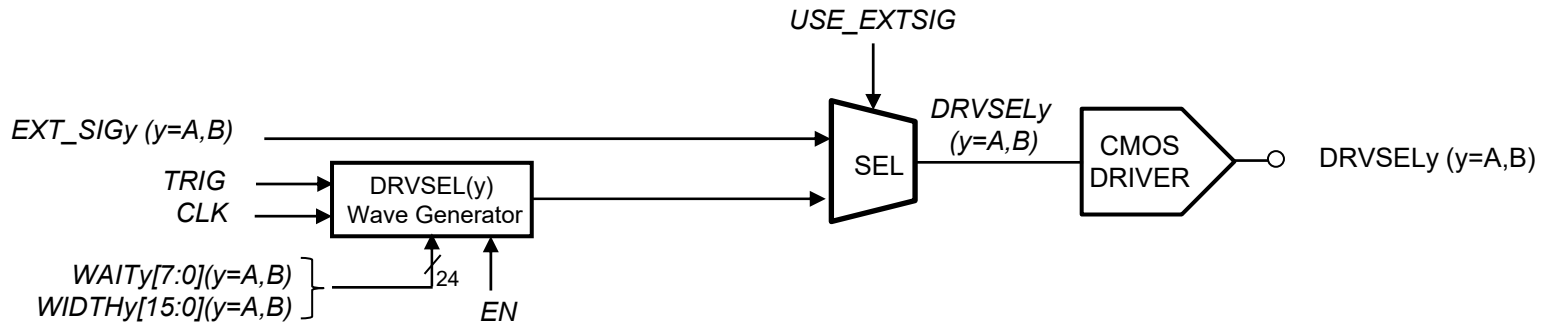 USE_EXTSIG
EXT_SIGy (y=A,B)
TRIG
CLK
DRVSEL(y)
Wave Generator
WAITy[7:0](y=A,B)
WIDTHy[15:0](y=A,B)
24
EN
SEL
DRVSELy
(y=A,B)
CMOS
DRIVER
DRVSELy (y=A,B)